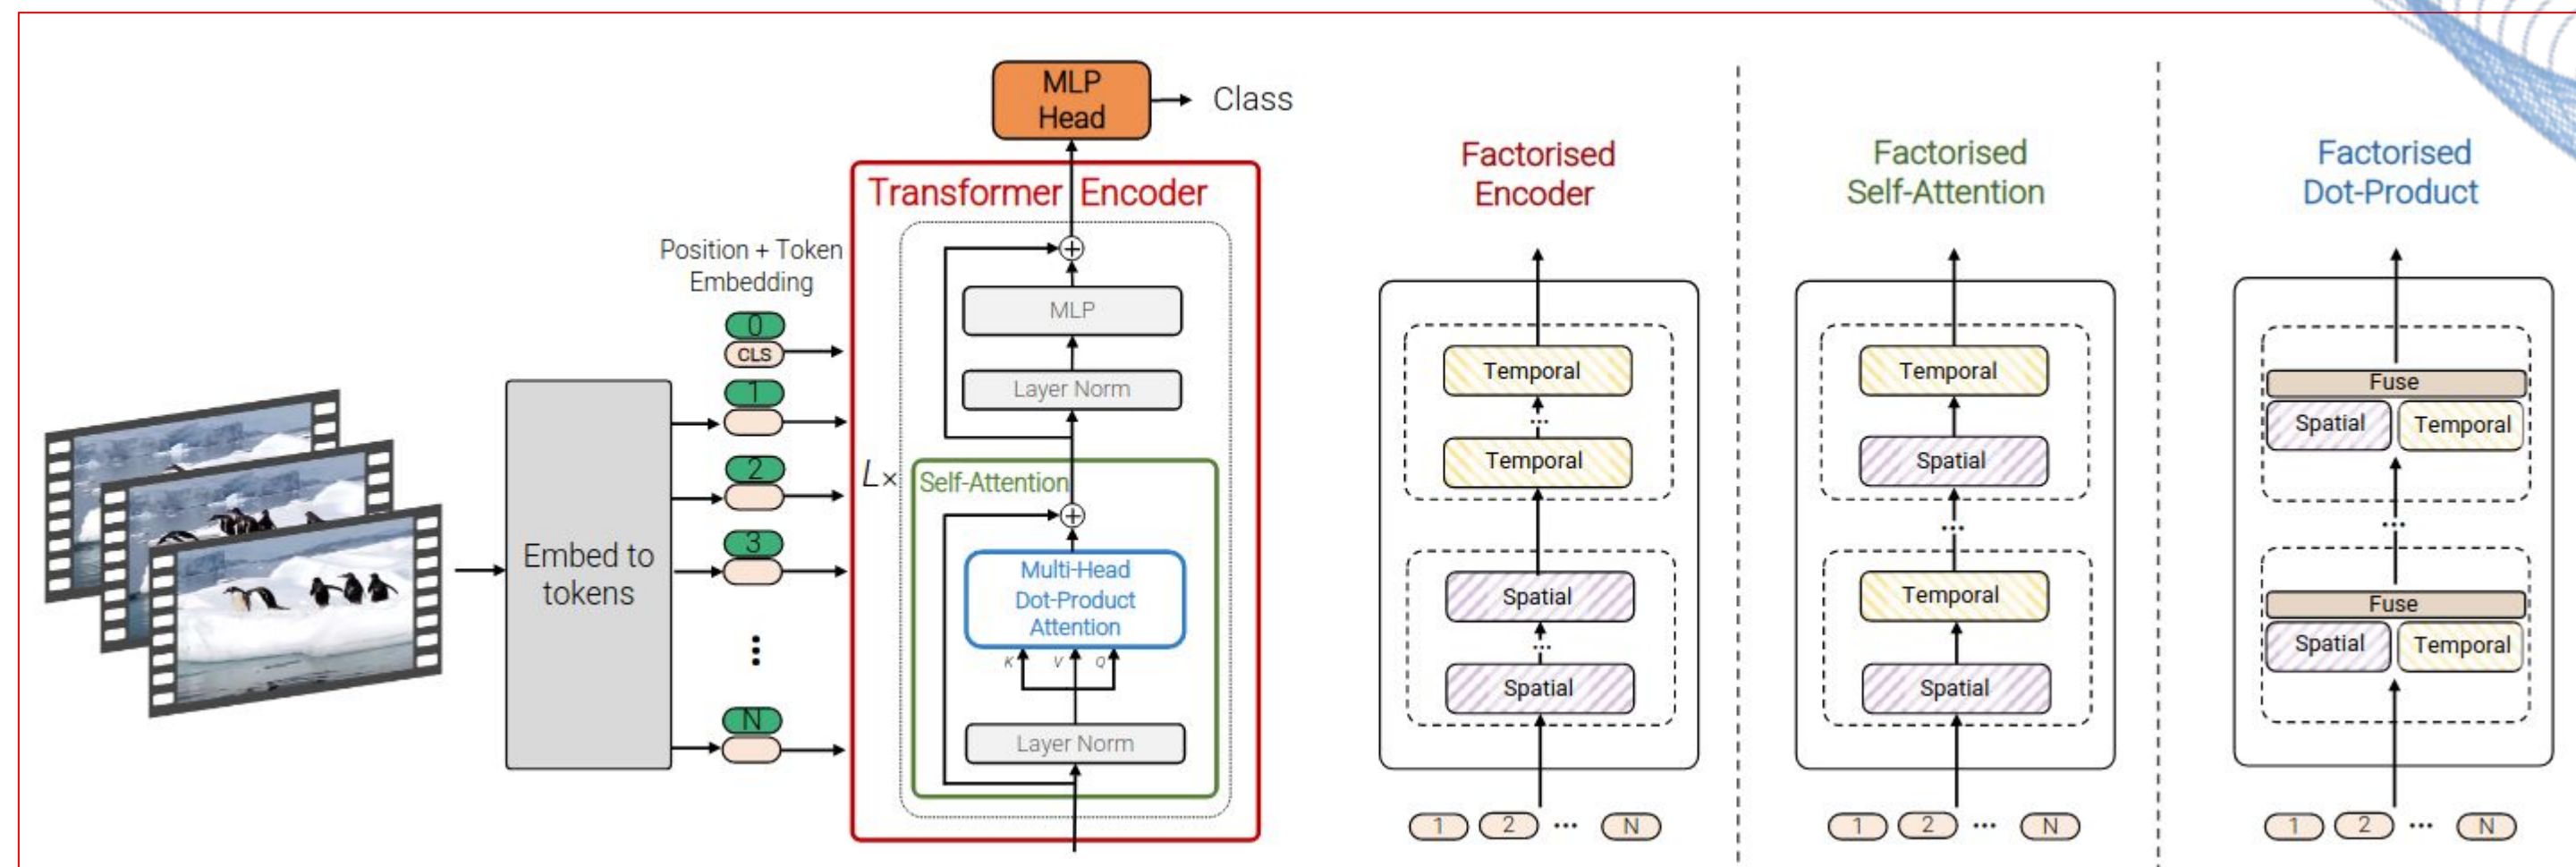 MLP
Head
Class
Transformer Encoder
Position + Token
Embedding
0
CLS
1
2
3
N
Embed to
tokens
L×
MLP
Layer Norm
Self-Attention
Multi-Head
Dot-Product
Attention
K V Q
Layer Norm
Factorised
Encoder
Temporal
...
Temporal
Spatial
...
Spatial
1 2 ... N
Factorised
Self-Attention
Temporal
Spatial
...
Temporal
Spatial
1 2 ... N
Factorised
Dot-Product
Fuse
Spatial Temporal
...
Fuse
Spatial Temporal
1 2 ... N